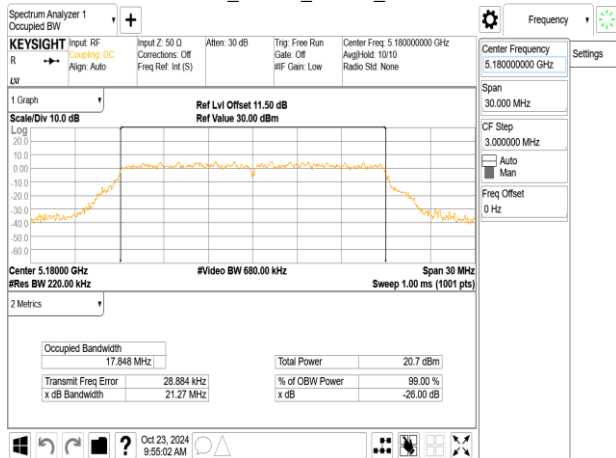 Spectrum Analyzer 1
Occupied BW
Frequency
KEYSIGHT
R
Input: RF
Coupling: DC
Align: Auto
Input Z: 50 Ω
Corrections: Off
Freq Ref: Int (S)
Atten: 30 dB
Trig: Free Run
Gate: Off
#IF Gain: Low
Center Freq: 5.180000000 GHz
Avg|Hold: 10/10
Radio Std: None
Center Frequency
5.180000000 GHz
Settings
Span
30.000 MHz
CF Step
3.000000 MHz
Auto
Man
Freq Offset
0 Hz
1 Graph
Scale/Div 10.0 dB
Ref Lvl Offset 11.50 dB
Ref Value 30.00 dBm
Log
20.0
10.0
0.00
-10.0
-20.0
-30.0
-40.0
-50.0
-60.0
Center 5.18000 GHz
#Res BW 220.00 kHz
#Video BW 680.00 kHz
Span 30 MHz
Sweep 1.00 ms (1001 pts)
2 Metrics
Occupied Bandwidth
17.848 MHz
Total Power 20.7 dBm
Transmit Freq Error 28.884 kHz
% of OBW Power 99.00 %
x dB Bandwidth 21.27 MHz
x dB -26.00 dB
?
Oct 23, 2024
9:55:02 AM